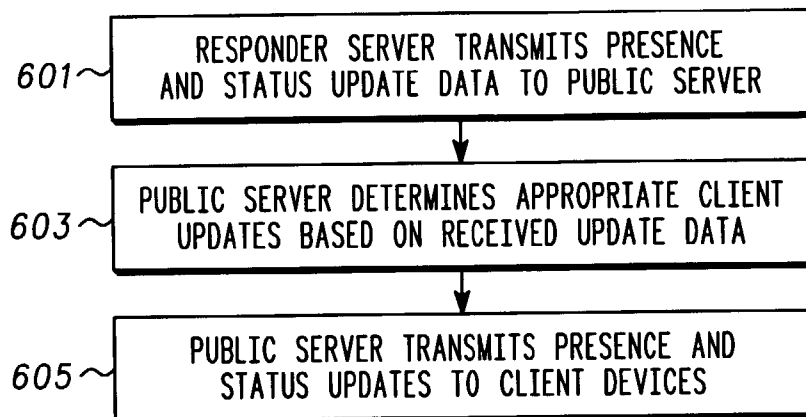 601
RESPONDER SERVER TRANSMITS PRESENCE
AND STATUS UPDATE DATA TO PUBLIC SERVER
603
PUBLIC SERVER DETERMINES APPROPRIATE CLIENT
UPDATES BASED ON RECEIVED UPDATE DATA
605
PUBLIC SERVER TRANSMITS PRESENCE AND
STATUS UPDATES TO CLIENT DEVICES